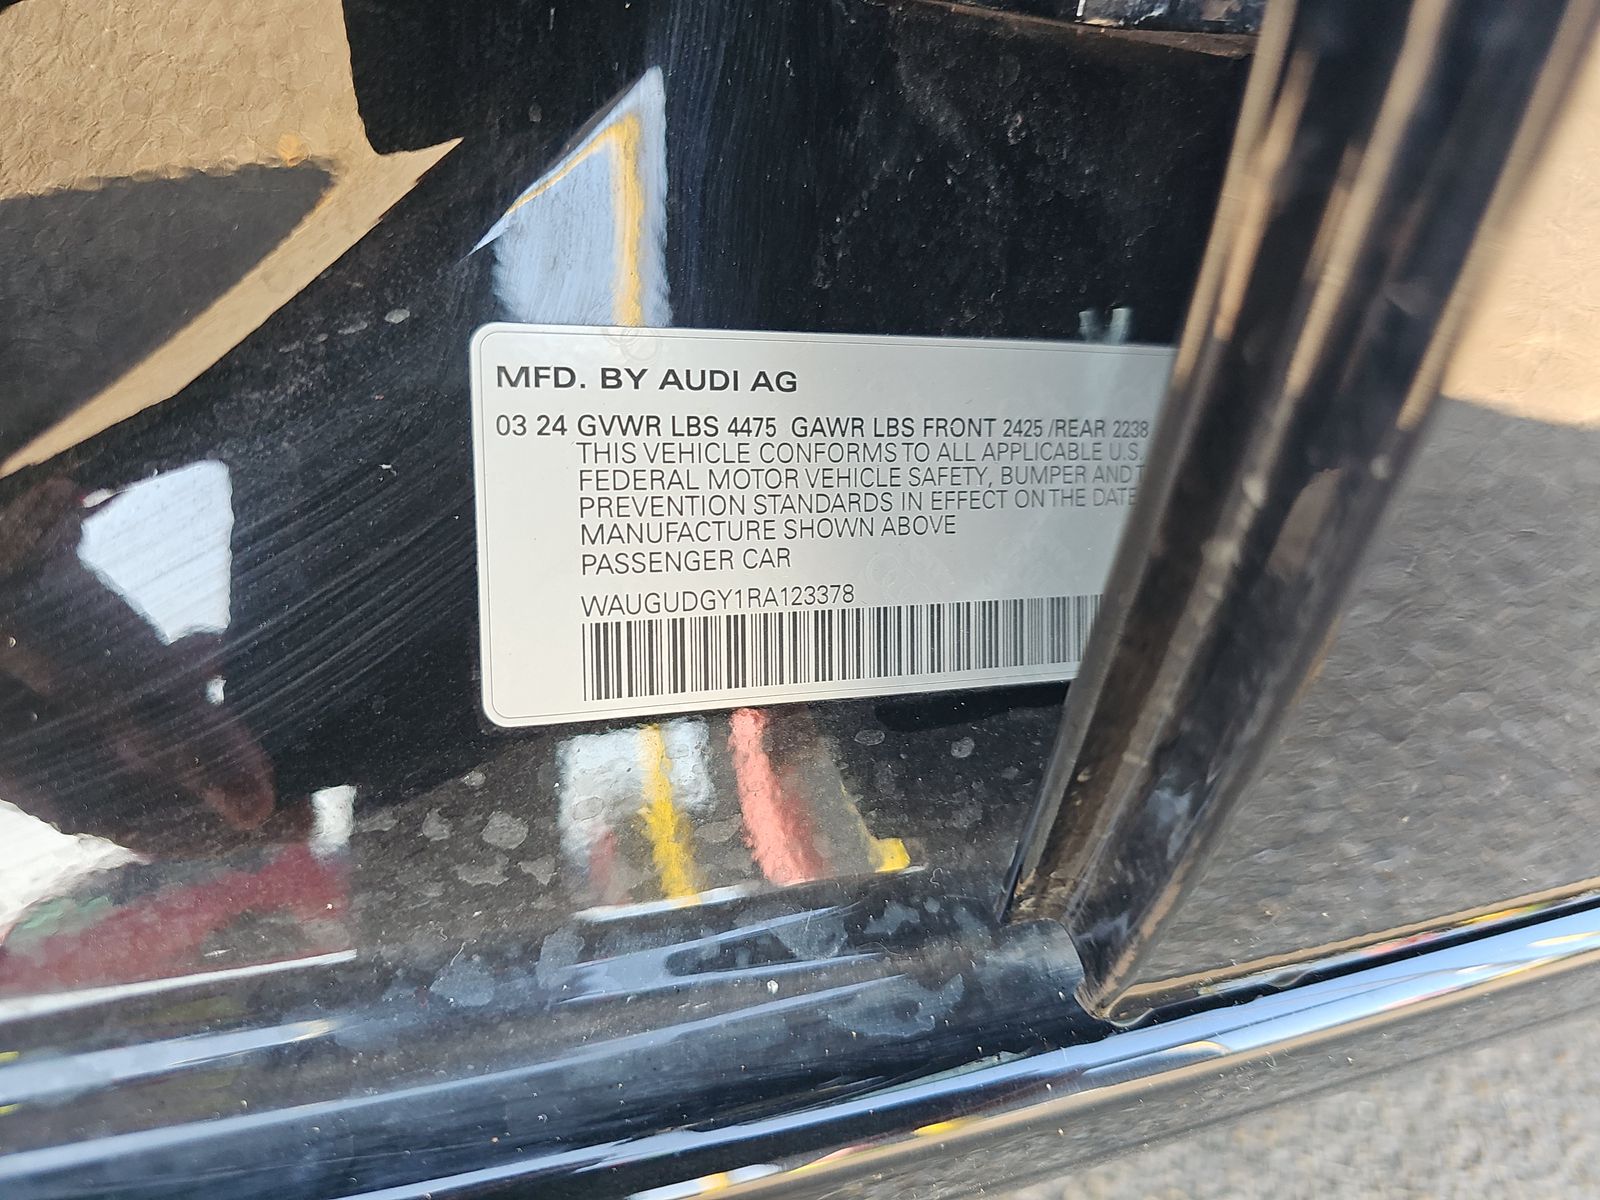 MFD. BY AUDI AG
03 24 GVWR LBS 4475 GAWR LBS FRONT 2425 /REAR 2238
THIS VEHICLE CONFORMS TO ALL APPLICABLE U.S.
FEDERAL MOTOR VEHICLE SAFETY, BUMPER AND T
PREVENTION STANDARDS IN EFFECT ON THE DATE
MANUFACTURE SHOWN ABOVE
PASSENGER CAR
WAUGUDGY1RA123378